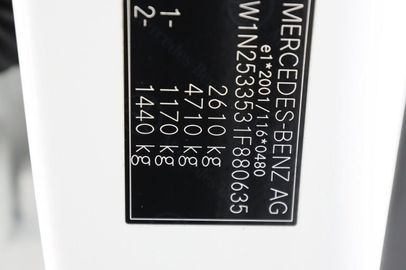 MERCEDES-BENZ AG
e1*2001/116*0480
W1N2533531F880635
2610 kg
4710 kg
1- 1170 kg
2- 1440 kg